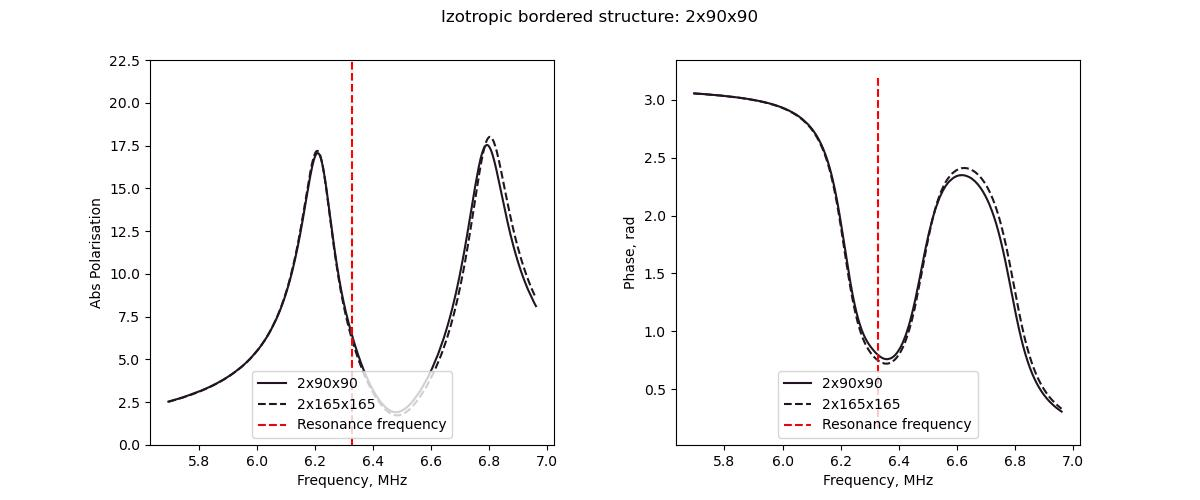 Izotropic bordered structure: 2x90x90
22.5
20.0
17.5
15.0
12.5
10.0
7.5
5.0
2.5
0.0
Abs Polarisation
5.8 6.0 6.2 6.4 6.6 6.8 7.0
Frequency, MHz
2x90x90
2x165x165
Resonance frequency
3.0
2.5
2.0
1.5
1.0
0.5
Phase, rad
5.8 6.0 6.2 6.4 6.6 6.8 7.0
Frequency, MHz
2x90x90
2x165x165
Resonance frequency